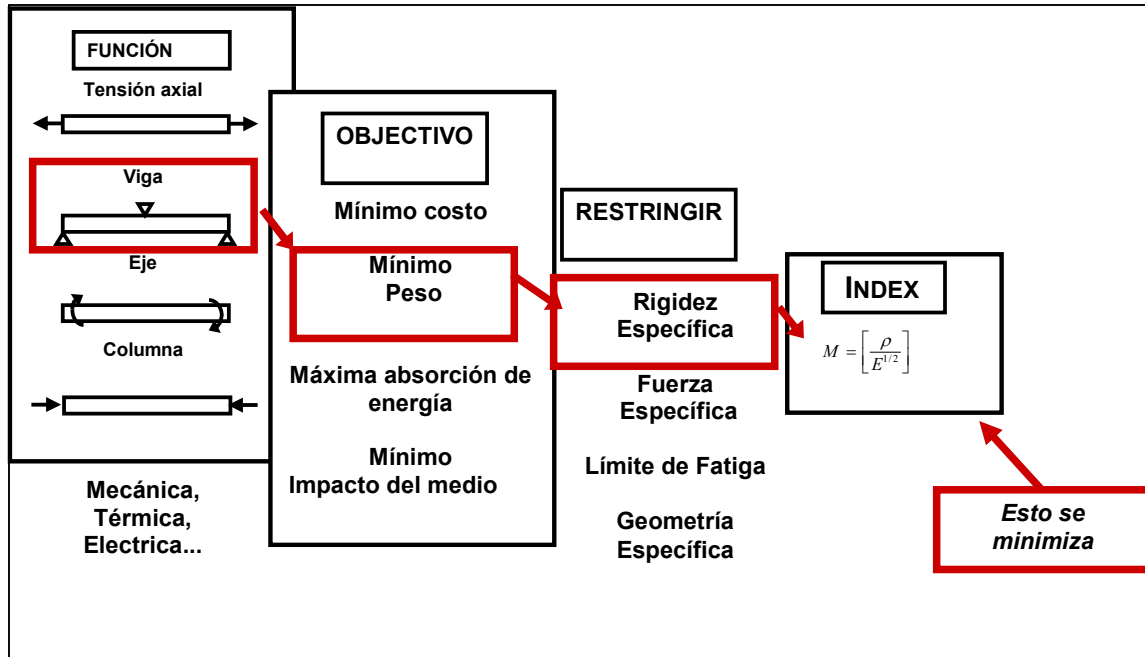 FUNCIÓN
Tensión axial
Viga
Eje
Columna
Mecánica,
Térmica,
Electrica...
OBJECTIVO
Mínimo costo
Mínimo
Peso
Máxima absorción de
energía
Mínimo
Impacto del medio
RESTRINGIR
Rigidez
Específica
Fuerza
Específica
Límite de Fatiga
Geometría
Específica
INDEX
M = [ρ / E^{1/2}]
Esto se
minimiza